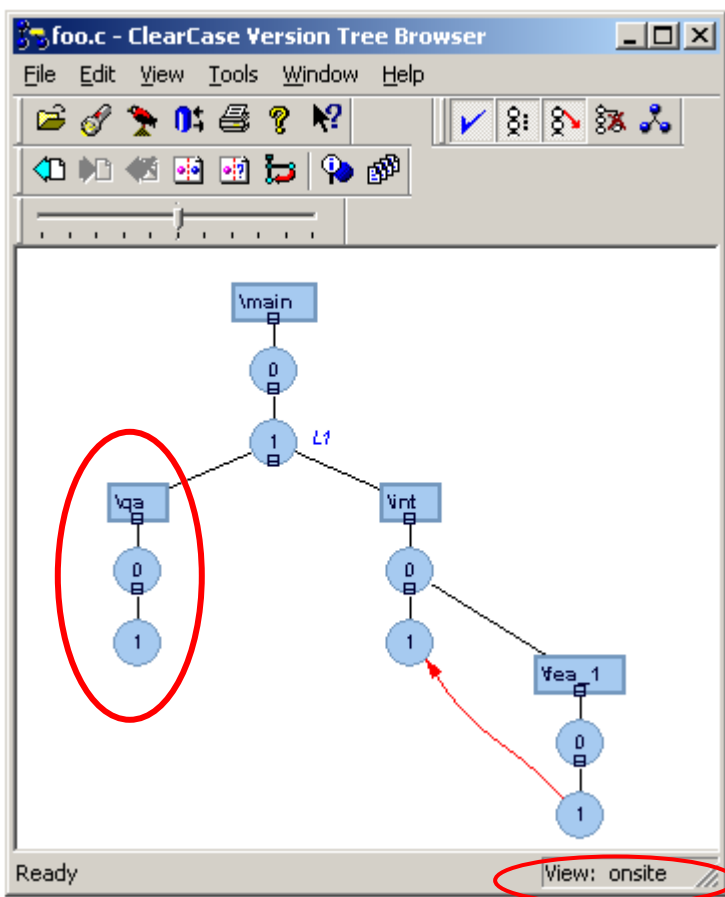 foo.c - ClearCase Version Tree Browser
File Edit View Tools Window Help
\main
0
1 L1
\qa \int
0 0
1 1
\fea_1
0
1
Ready View: onsite